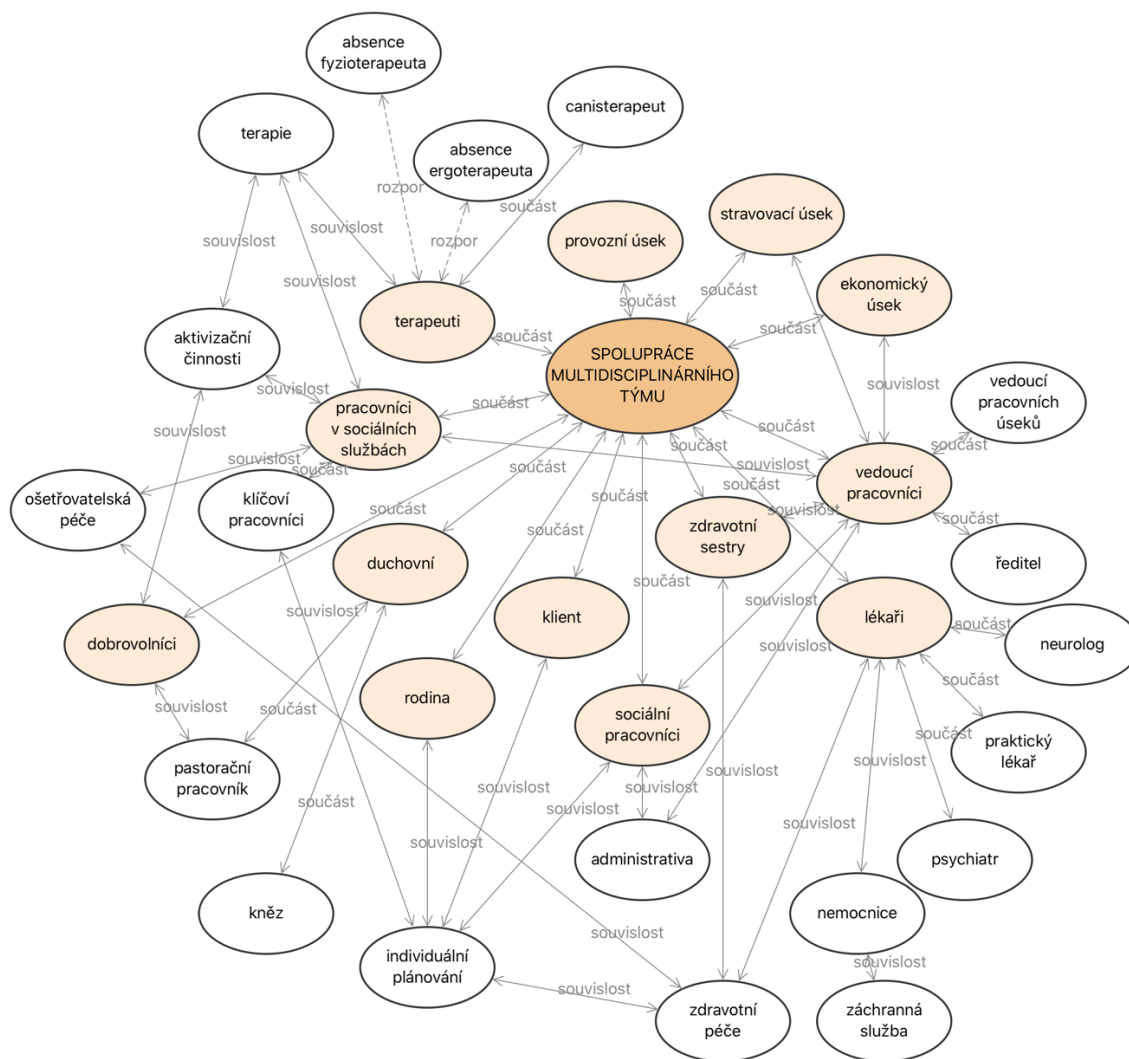 absence
fyzioterapeuta
terapie
canisterapeut
absence
ergoterapeuta
rozpor
součást
stravovací úsek
souvislost
souvislost
rozpor
provozní úsek
souvislost
součást
ekonomický
úsek
součást
terapeuti
součást
součást
aktivizační
činnosti
SPOLUPRÁCE
MULTIDISCIPLINÁRNÍHO
TÝMU
souvislost
vedoucí
pracovních
úseků
souvislost
pracovníci
v sociálních
službách
součást
součást
součást
souvislost
souvislost
součást
součást
souvislost
součást
vedoucí
pracovníci
ošetřovatelská
péče
klíčoví
pracovníci
součást
součást
souvislost
zdravotní
sestry
součást
součást
duchovní
součást
ředitel
souvislost
souvislost
klient
lékaři
součást
dobrovolníci
souvislost
neurolog
rodina
sociální
pracovníci
součást
souvislost
součást
součást
pastorační
pracovník
praktický
lékař
souvislost
souvislost
souvislost
souvislost
součást
souvislost
administrativa
psychiatr
kněz
nemocnice
souvislost
individuální
plánování
souvislost
souvislost
zdravotní
péče
záchranná
služba